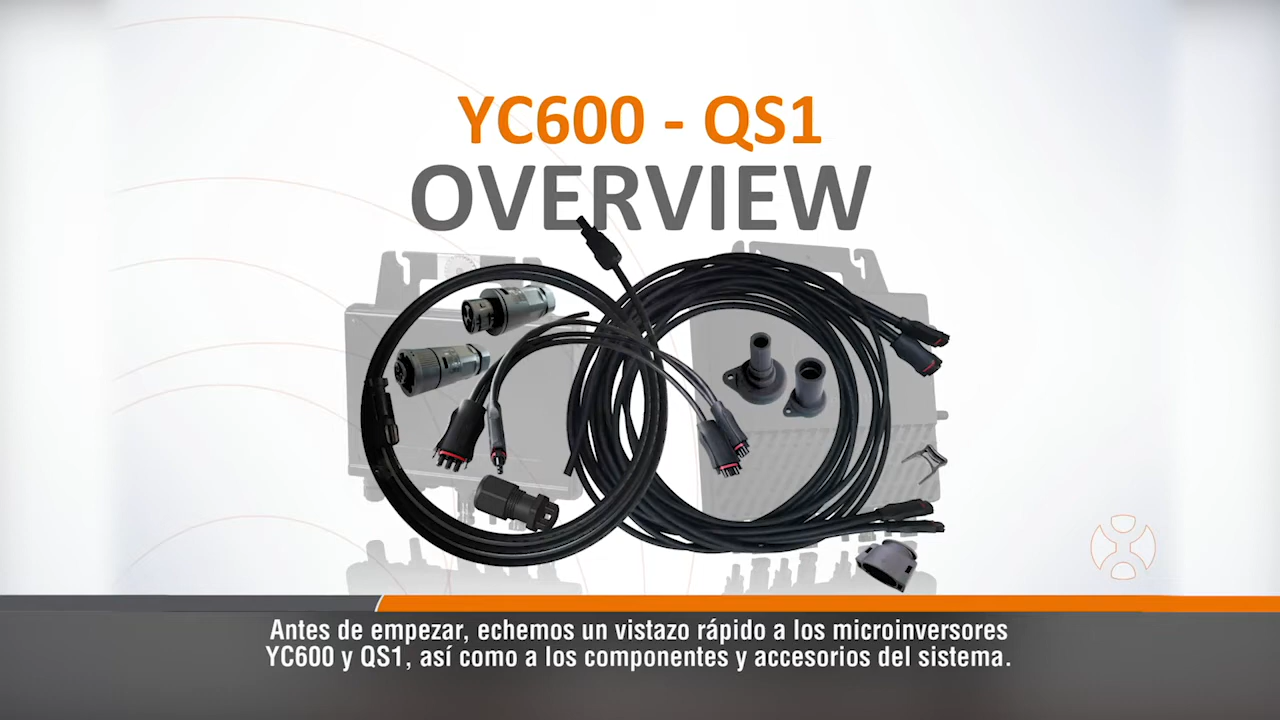 YC600 - QS1
OVERVIEW
Antes de empezar, echemos un vistazo rápido a los microinversores
YC600 y QS1, así como a los componentes y accesorios del sistema.